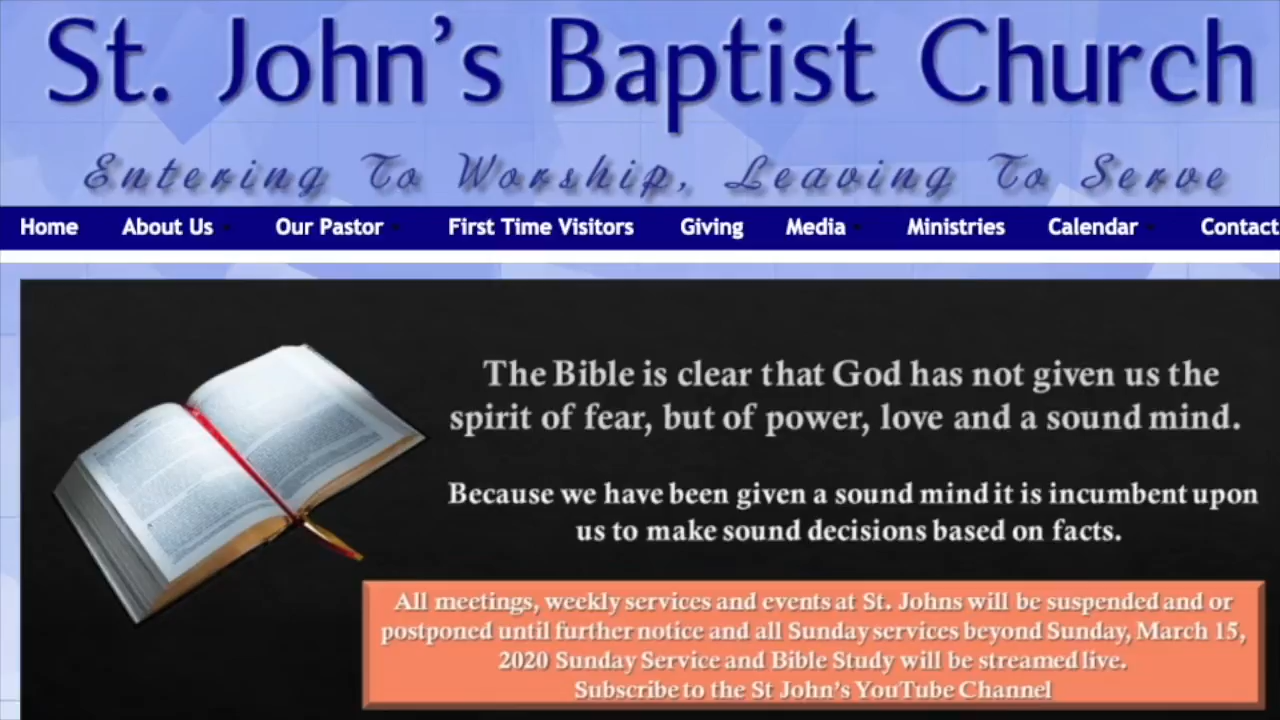 St. John's Baptist Church
Entering To Worship, Leaving To Serve
Home About Us Our Pastor First Time Visitors Giving Media Ministries Calendar Contact
The Bible is clear that God has not given us the
spirit of fear, but of power, love and a sound mind.
Because we have been given a sound mind it is incumbent upon
us to make sound decisions based on facts.
All meetings, weekly services and events at St. Johns will be suspended and or
postponed until further notice and all Sunday services beyond Sunday, March 15,
2020 Sunday Service and Bible Study will be streamed live.
Subscribe to the St John's YouTube Channel